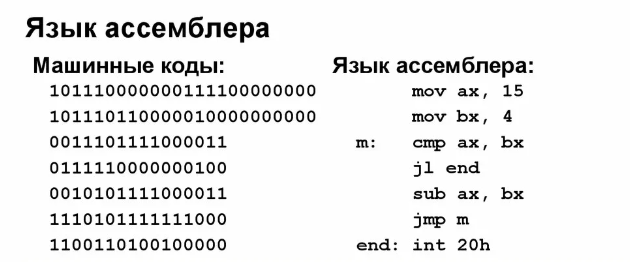 Язык ассемблера
Машинные коды: Язык ассемблера:
101110000000111100000000 mov ax, 15
101110110000010000000000 mov bx, 4
0011101111000011 m: cmp ax, bx
0111110000000100 jl end
0010101111000011 sub ax, bx
1110101111111000 jmp m
1100110100100000 end: int 20h